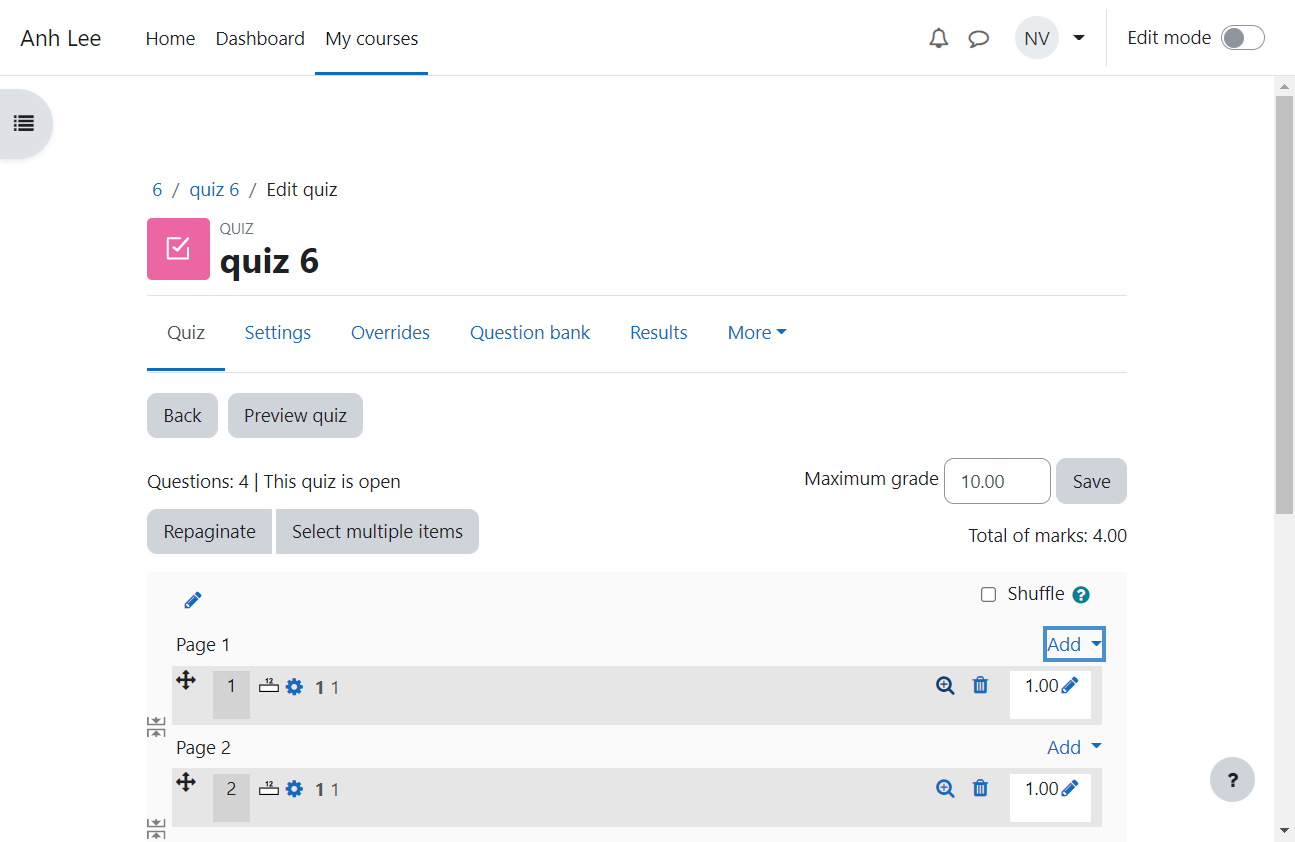 Anh Lee Home Dashboard My courses NV Edit mode
6 / quiz 6 / Edit quiz
QUIZ
quiz 6
Quiz Settings Overrides Question bank Results More
Back Preview quiz
Questions: 4 | This quiz is open Maximum grade 10.00 Save
Repaginate Select multiple items Total of marks: 4.00
Shuffle ?
Page 1 Add
1 12 1 1 1.00
Page 2 Add
2 12 1 1 1.00
?